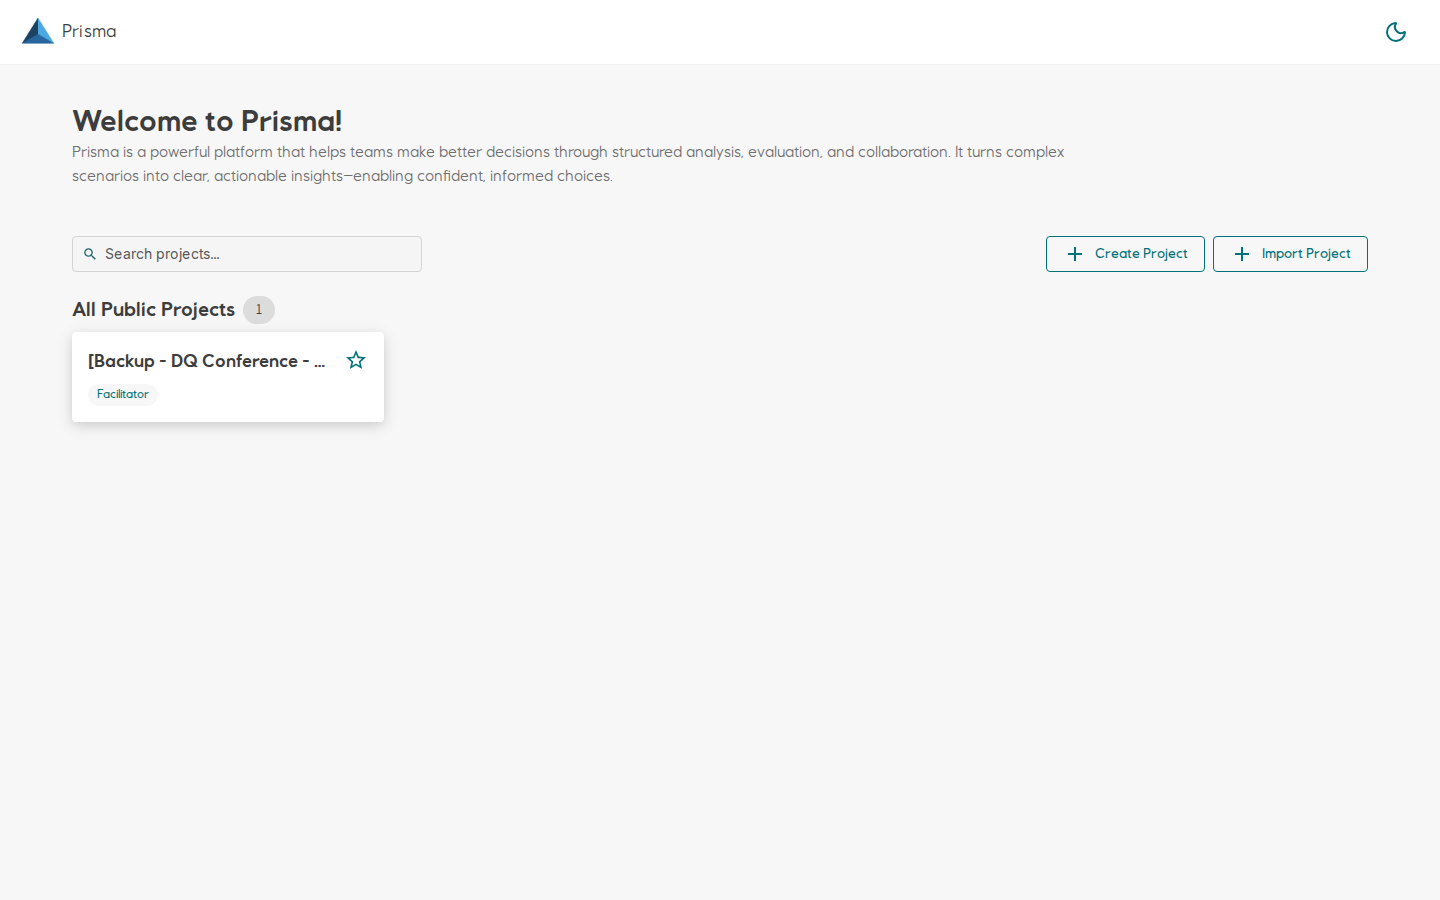 Prisma
Welcome to Prisma!
Prisma is a powerful platform that helps teams make better decisions through structured analysis, evaluation, and collaboration. It turns complex
scenarios into clear, actionable insights—enabling confident, informed choices.
Search projects...
Create Project
Import Project
All Public Projects 1
[Backup - DQ Conference - ...
Facilitator